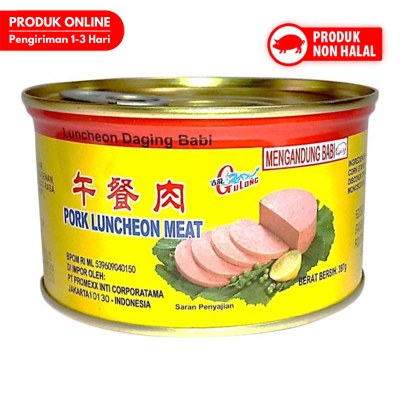 PRODUK ONLINE
Pengiriman 1-3 Hari
PRODUK
NON HALAL
Luncheon Daging Babi
GULONG
MENGANDUNG BABI
午餐肉
PORK LUNCHEON MEAT
BPOM RI ML 539609040150
DI IMPOR OLEH:
PT PROMEXX INTI CORPORATAMA
JAKARTA10130 - INDONESIA
Saran Penyajian
BERAT BERSIH: 397g